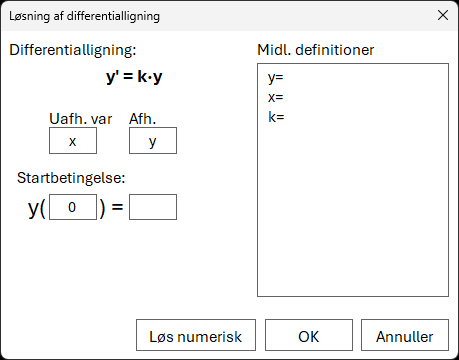 Løsning af differentialligning
Differentialligning:
y' = k·y
Uafh. var Afh.
x y
Startbetingelse:
y( 0 ) =
Midl. definitioner
y=
x=
k=
Løs numerisk OK Annuller